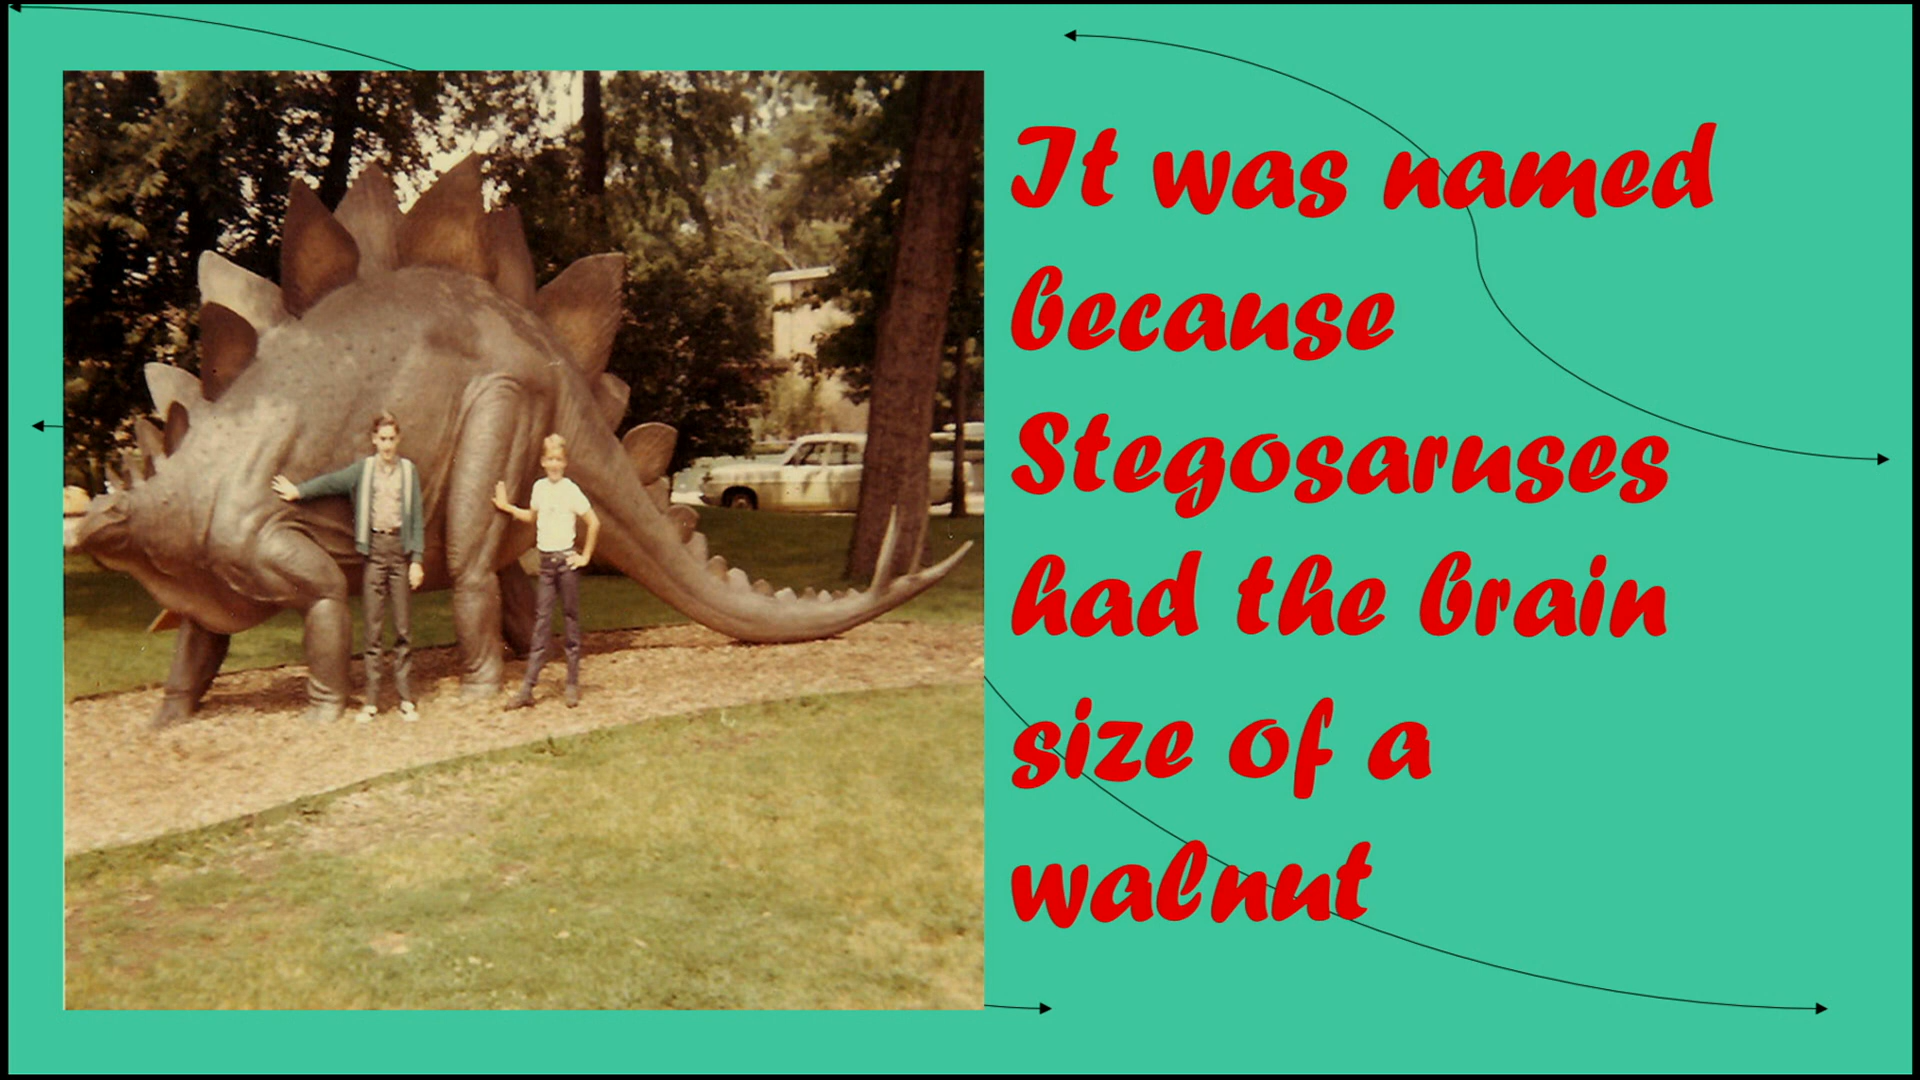 It was named
because
Stegosaruses
had the brain
size of a
walnut